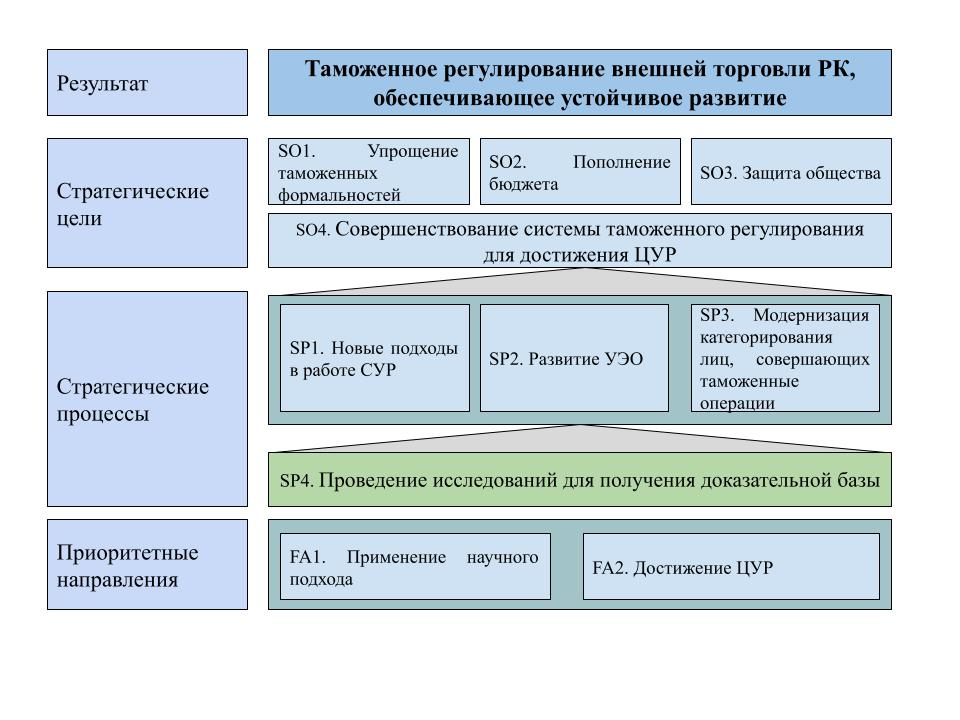 Результат
Таможенное регулирование внешней торговли РК,
обеспечивающее устойчивое развитие
Стратегические
цели
SO1. Упрощение
таможенных
формальностей
SO2. Пополнение
бюджета
SO3. Защита общества
SO4. Совершенствование системы таможенного регулирования
для достижения ЦУР
Стратегические
процессы
SP1. Новые подходы
в работе СУР
SP2. Развитие УЭО
SP3. Модернизация
категорирования
лиц, совершающих
таможенные
операции
SP4. Проведение исследований для получения доказательной базы
Приоритетные
направления
FA1. Применение научного
подхода
FA2. Достижение ЦУР